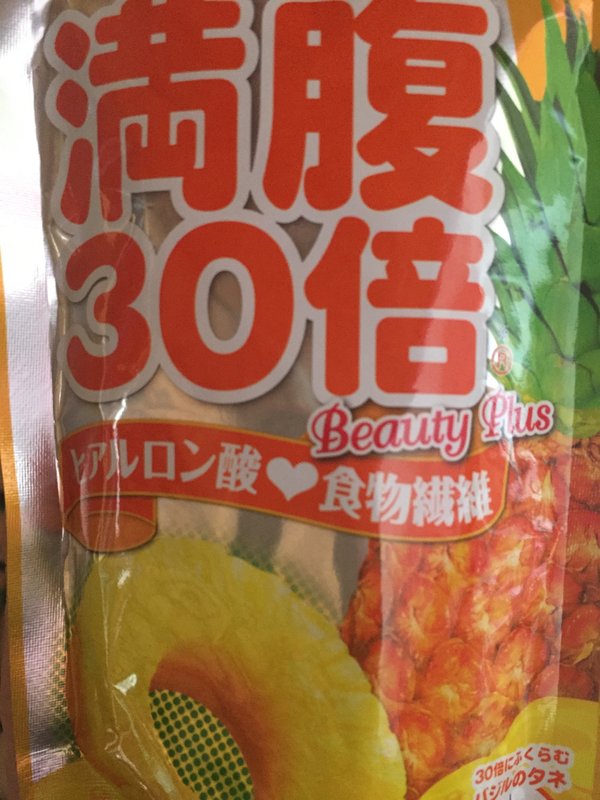 満腹
30倍®
Beauty Plus
ヒアルロン酸♥食物繊維
30倍にふくらむ
バジルのタネ